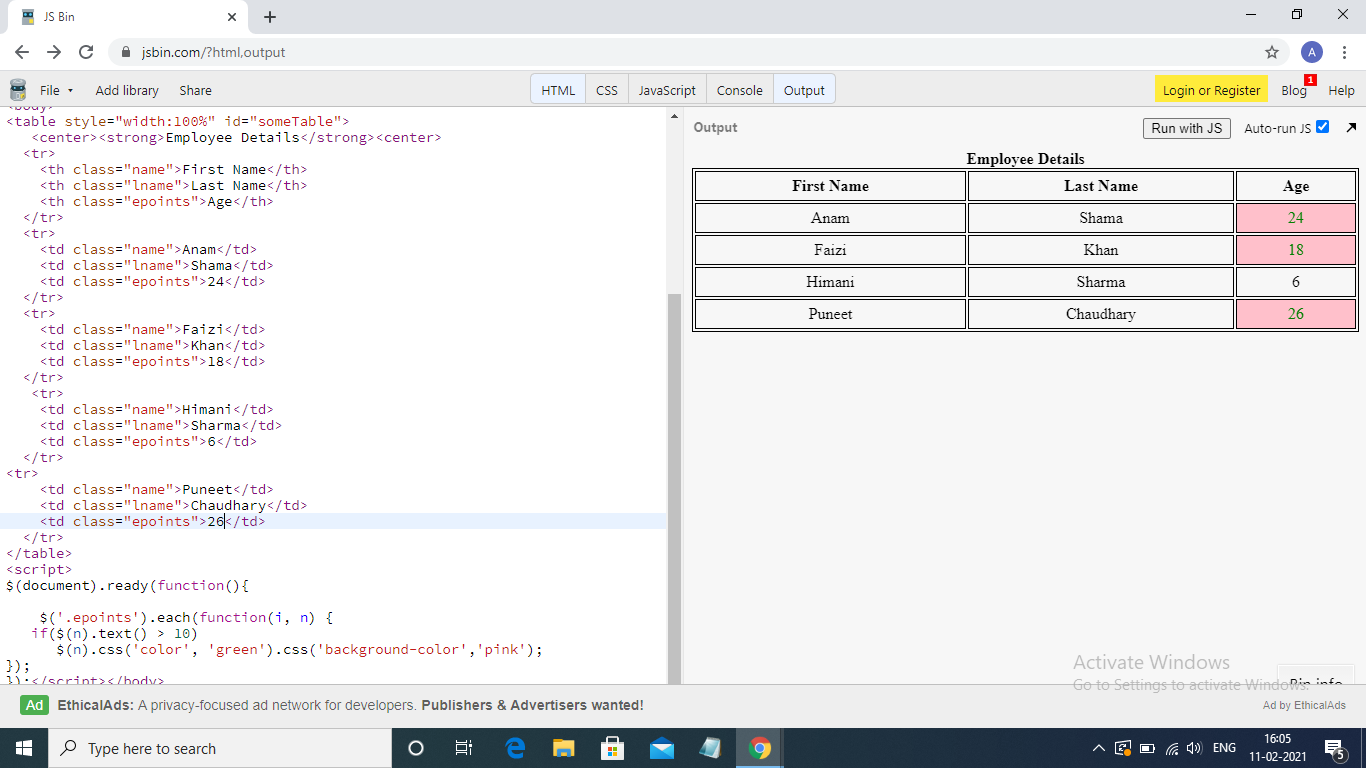 JS Bin
jsbin.com/?html,output
A
File
Add library
Share
HTML
CSS
JavaScript
Console
Output
Login or Register
Blog
1
Help
<body>
<table style="width:100%" id="someTable">
<center><strong>Employee Details</strong><center>
<tr>
<th class="name">First Name</th>
<th class="lname">Last Name</th>
<th class="epoints">Age</th>
</tr>
<tr>
<td class="name">Anam</td>
<td class="lname">Shama</td>
<td class="epoints">24</td>
</tr>
<tr>
<td class="name">Faizi</td>
<td class="lname">Khan</td>
<td class="epoints">18</td>
</tr>
<tr>
<td class="name">Himani</td>
<td class="lname">Sharma</td>
<td class="epoints">6</td>
</tr>
<tr>
<td class="name">Puneet</td>
<td class="lname">Chaudhary</td>
<td class="epoints">26</td>
</tr>
</table>
<script>
$(document).ready(function(){
$('.epoints').each(function(i, n) {
if($(n).text() > 10)
$(n).css('color', 'green').css('background-color','pink');
});
});</script></body>
Output
Run with JS
Auto-run JS
Employee Details
First Name Last Name Age
Anam Shama 24
Faizi Khan 18
Himani Sharma 6
Puneet Chaudhary 26
Activate Windows
Go to Settings to activate Windows.
Bin info
Ad EthicalAds: A privacy-focused ad network for developers. Publishers & Advertisers wanted!
Ad by EthicalAds
Type here to search
ENG
16:05
11-02-2021
5